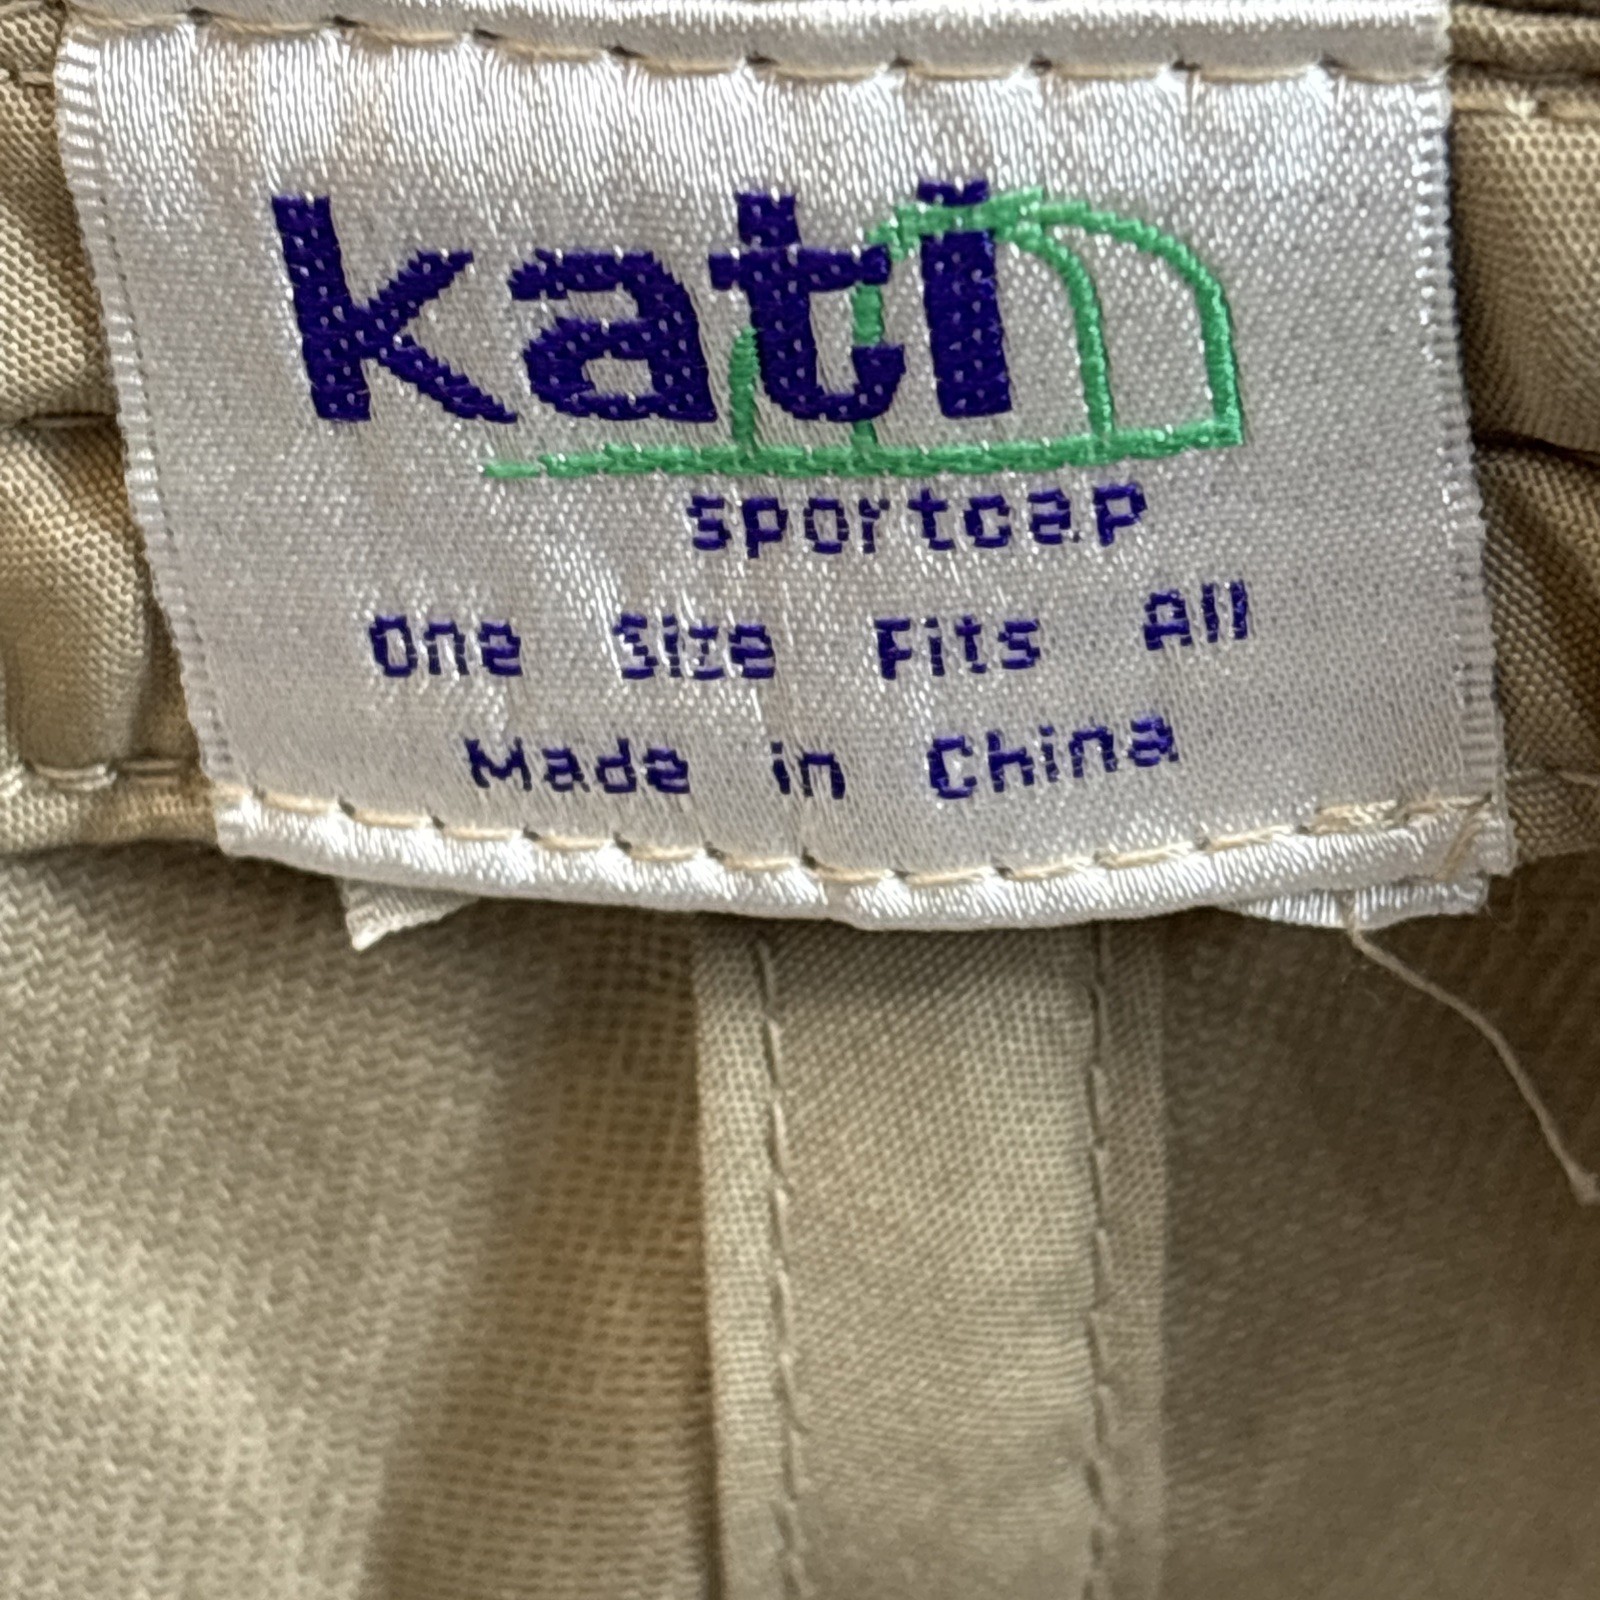 kati
sportcap
One Size Fits All
Made in China